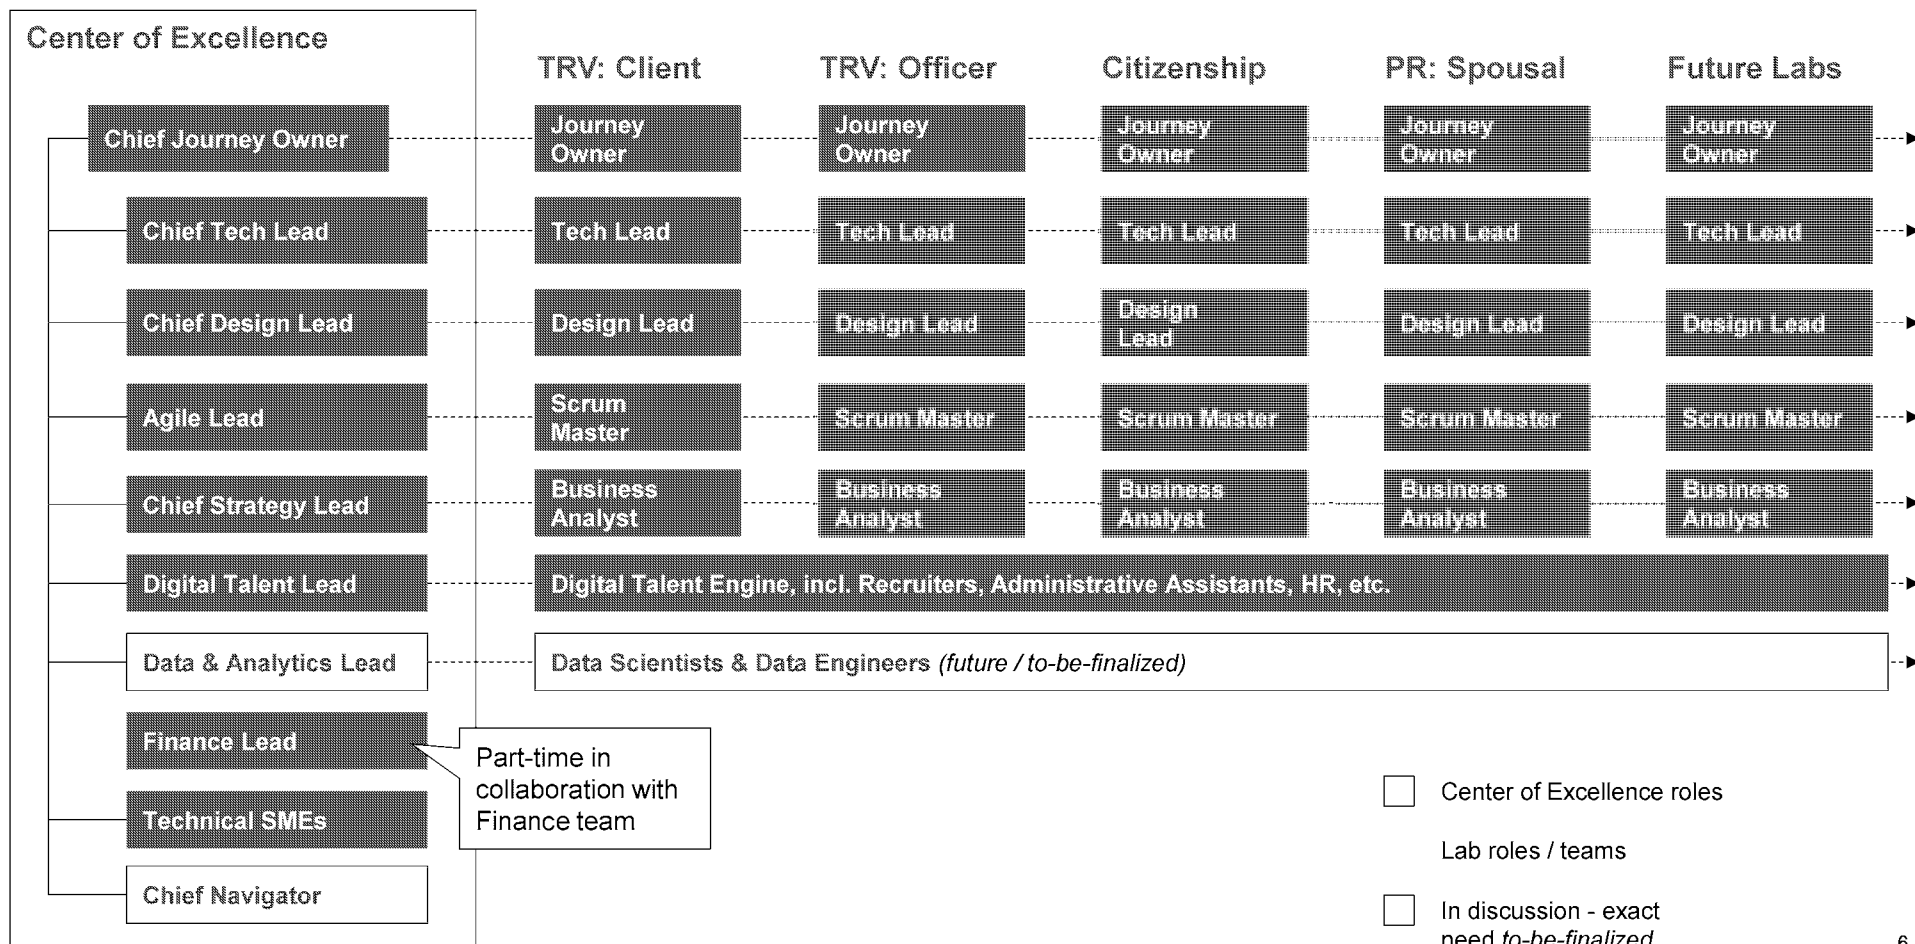 Center of Excellence
TRV: Client
TRV: Officer
Citizenship
PR: Spousal
Future Labs
Chief Journey Owner
Journey
Owner
Journey
Owner
Journey
Owner
Journey
Owner
Journey
Owner
Chief Tech Lead
Tech Lead
Tech Lead
Tech Lead
Tech Lead
Tech Lead
Chief Design Lead
Design Lead
Design Lead
Design
Lead
Design Lead
Design Lead
Agile Lead
Scrum
Master
Scrum Master
Scrum Master
Scrum Master
Scrum Master
Chief Strategy Lead
Business
Analyst
Business
Analyst
Business
Analyst
Business
Analyst
Business
Analyst
Digital Talent Lead
Digital Talent Engine, incl. Recruiters, Administrative Assistants, HR, etc.
Data & Analytics Lead
Data Scientists & Data Engineers (future / to-be-finalized)
Finance Lead
Part-time in
collaboration with
Finance team
Technical SMEs
Chief Navigator
Center of Excellence roles
Lab roles / teams
In discussion - exact
need to-be-finalized
6